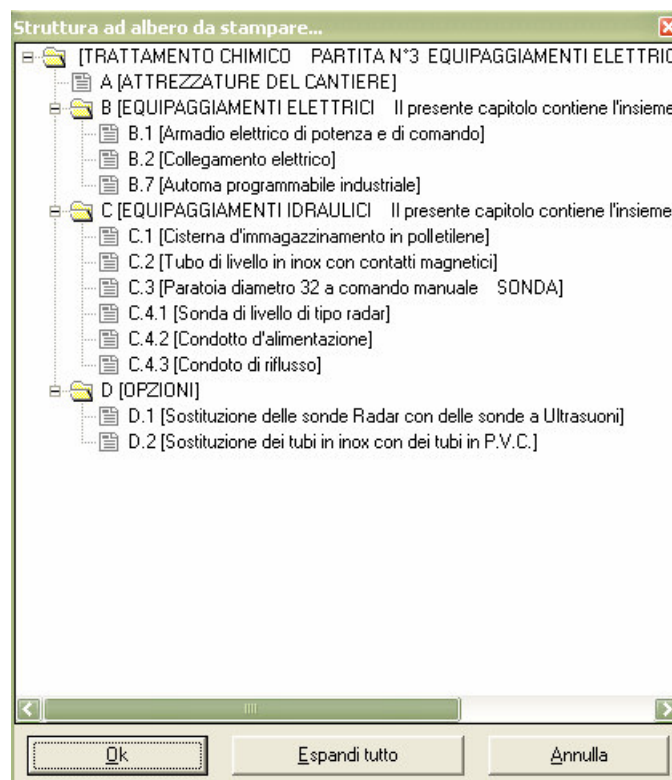 Struttura ad albero da stampare...
[TRATTAMENTO CHIMICO PARTITA N°3 EQUIPAGGIAMENTI ELETTRIC
A [ATTREZZATURE DEL CANTIERE]
B [EQUIPAGGIAMENTI ELETTRICI Il presente capitolo contiene l'insieme
B.1 [Armadio elettrico di potenza e di comando]
B.2 [Collegamento elettrico]
B.7 [Automa programmabile industriale]
C [EQUIPAGGIAMENTI IDRAULICI Il presente capitolo contiene l'insieme
C.1 [Cisterna d'immagazzinamento in polletilene]
C.2 [Tubo di livello in inox con contatti magnetici]
C.3 [Paratoia diametro 32 a comando manuale SONDA]
C.4.1 [Sonda di livello di tipo radar]
C.4.2 [Condotto d'alimentazione]
C.4.3 [Condoto di riflusso]
D [OPZIONI]
D.1 [Sostituzione delle sonde Radar con delle sonde a Ultrasuoni]
D.2 [Sostituzione dei tubi in inox con dei tubi in P.V.C.]
Ok Espandi tutto Annulla